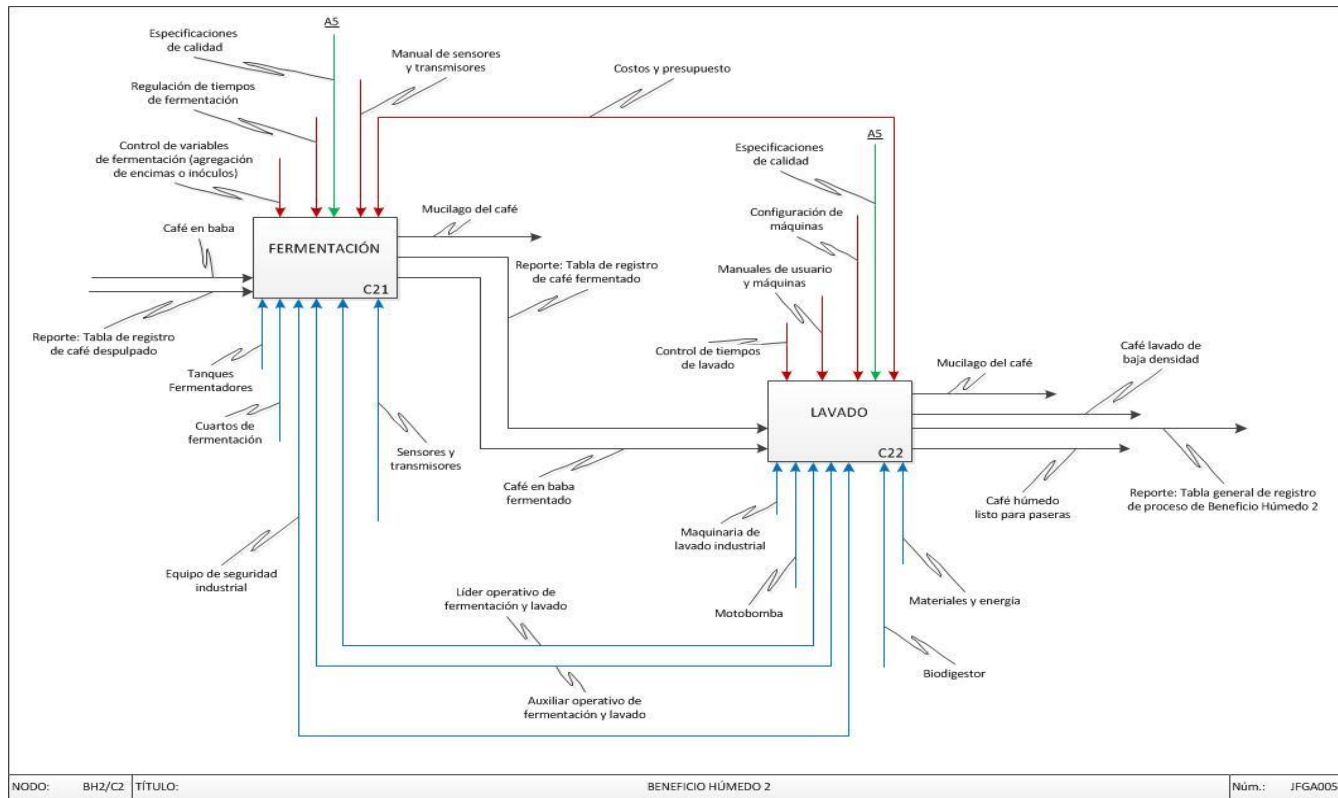 A5
Especificaciones
de calidad
Manual de sensores
y transmisores
Costos y presupuesto
Regulación de tiempos
de fermentación
Control de variables
de fermentación (agregación
de encimas o inóculos)
A5
Especificaciones
de calidad
Mucilago del café
Configuración de
máquinas
Café en baba
FERMENTACIÓN
C21
Reporte: Tabla de registro
de café fermentado
Manuales de usuario
y máquinas
Reporte: Tabla de registro
de café despulpado
Control de tiempos
de lavado
Tanques
Fermentadores
Mucilago del café
Café lavado de
baja densidad
LAVADO
C22
Cuartos de
fermentación
Sensores y
transmisores
Café en baba
fermentado
Café húmedo
listo para paseras
Reporte: Tabla general de registro
de proceso de Beneficio Húmedo 2
Maquinaria de
lavado industrial
Equipo de seguridad
industrial
Líder operativo de
fermentación y lavado
Motobomba
Materiales y energía
Biodigestor
Auxiliar operativo de
fermentación y lavado
NODO: BH2/C2 TÍTULO: BENEFICIO HÚMEDO 2 Núm.: JFGA005